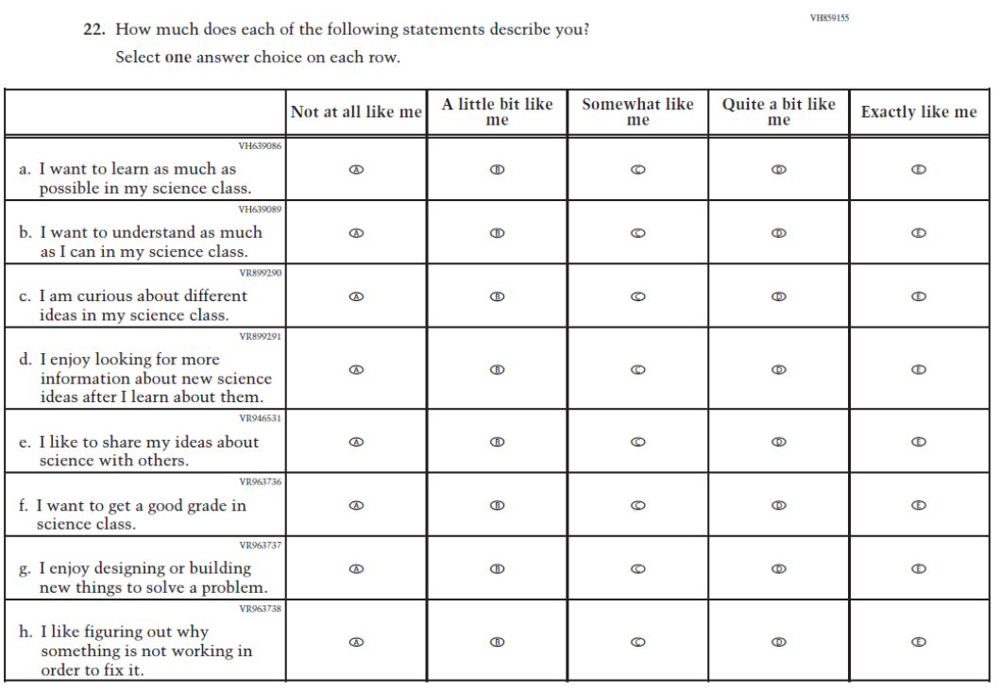 VH859155
22. How much does each of the following statements describe you?
Select one answer choice on each row.
Not at all like me
A little bit like
me
Somewhat like
me
Quite a bit like
me
Exactly like me
VH639086
a. I want to learn as much as
possible in my science class.
A B C D E
VH639089
b. I want to understand as much
as I can in my science class.
A B C D E
VR899290
c. I am curious about different
ideas in my science class.
A B C D E
VR899291
d. I enjoy looking for more
information about new science
ideas after I learn about them.
A B C D E
VR946531
e. I like to share my ideas about
science with others.
A B C D E
VR963736
f. I want to get a good grade in
science class.
A B C D E
VR963737
g. I enjoy designing or building
new things to solve a problem.
A B C D E
VR963738
h. I like figuring out why
something is not working in
order to fix it.
A B C D E